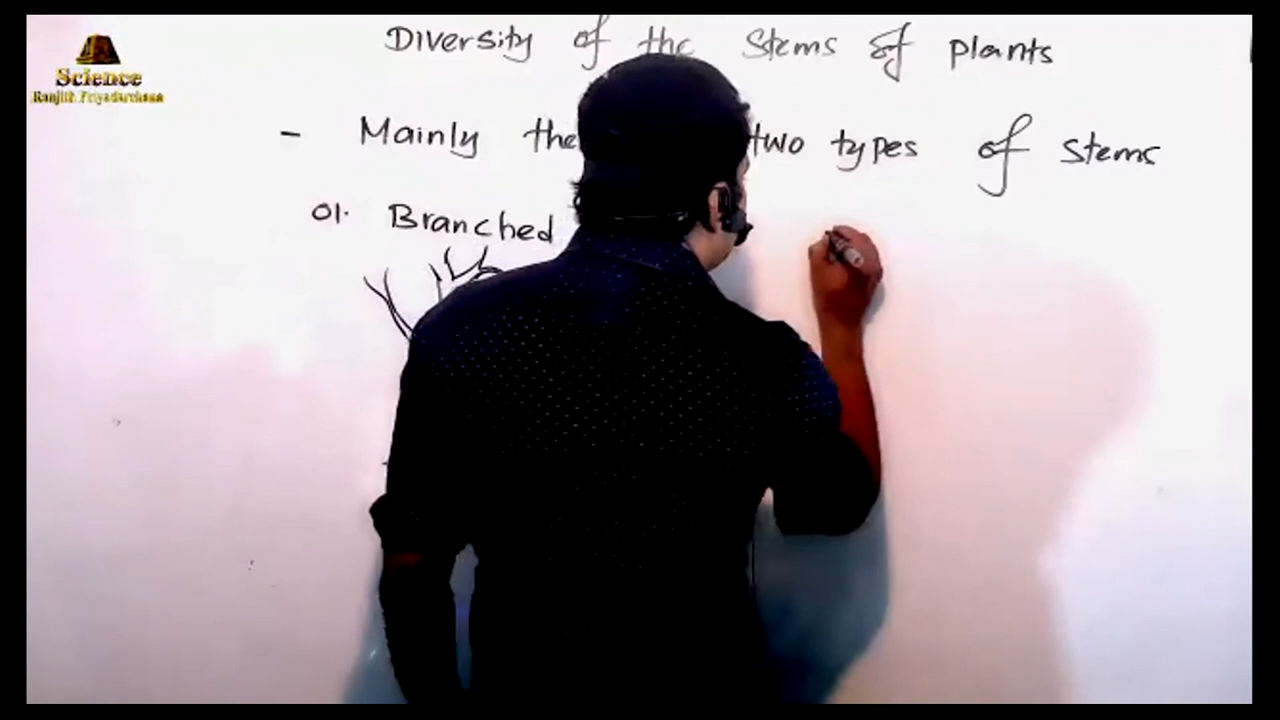 Science
Ranjith Priyadarshana
Diversity of the Stems of plants
- Mainly the two types of stems
01. Branched